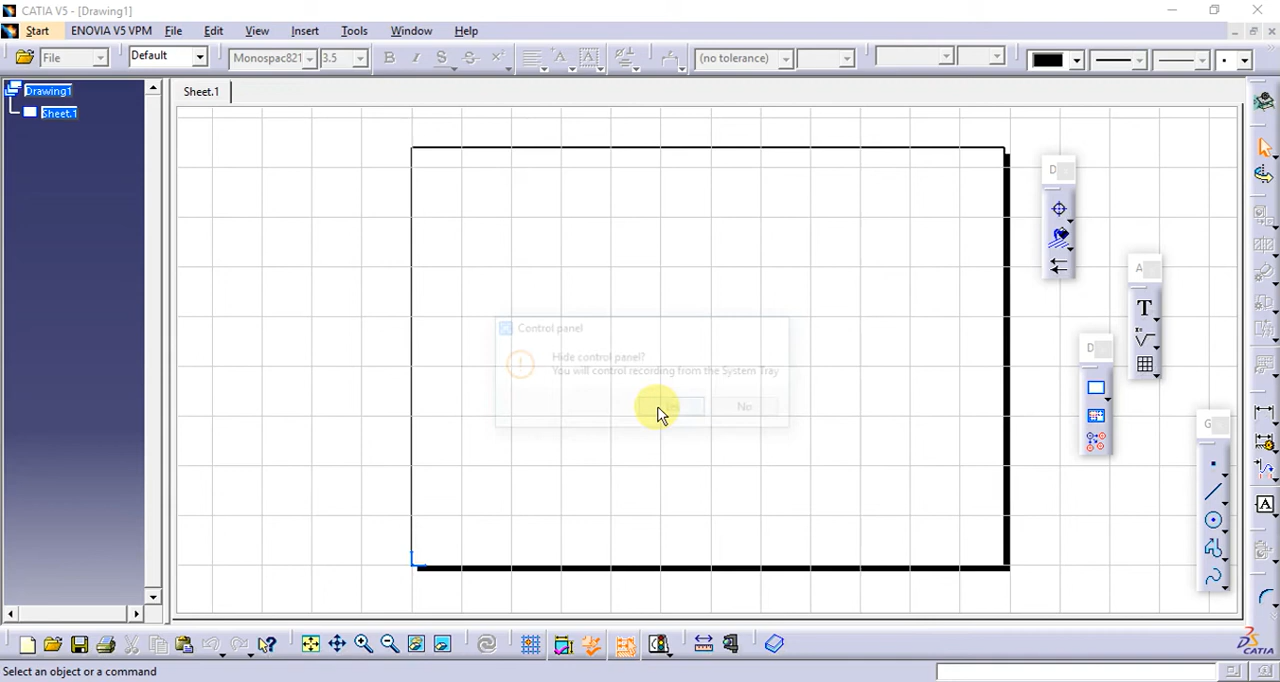 CATIA V5 - [Drawing1]
Start ENOVIA V5 VPM File Edit View Insert Tools Window Help
File Default Monospac821 3.5 B I S S (no tolerance)
Drawing1
Sheet.1
Sheet.1
D
A
T
D
G
A
Control panel
Hide control panel?
You will control recording from the System Tray
No
CATIA
Select an object or a command